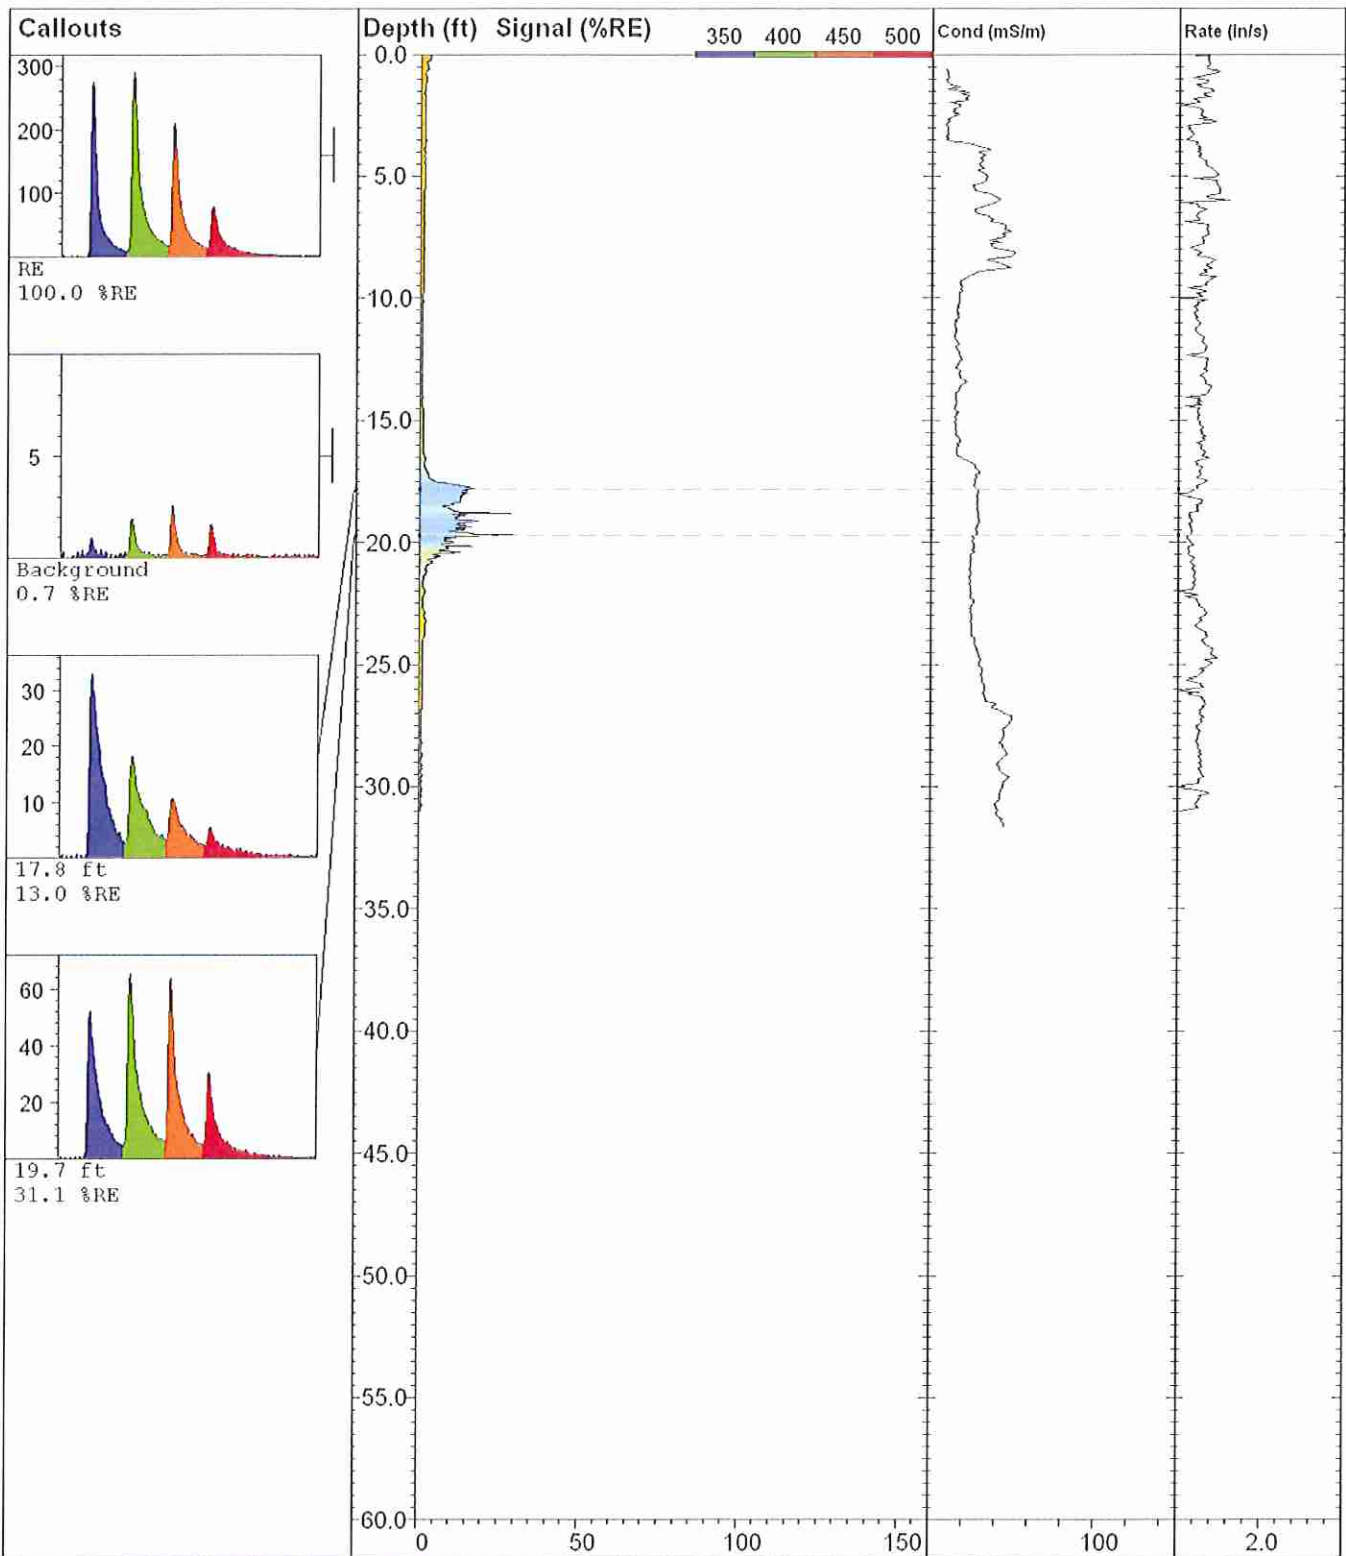 Callouts
300
200
100
RE
100.0 %RE
5
Background
0.7 %RE
30
20
10
17.8 ft
13.0 %RE
60
40
20
19.7 ft
31.1 %RE
Depth (ft) Signal (%RE)
350 400 450 500
0.0
5.0
10.0
15.0
20.0
25.0
30.0
35.0
40.0
45.0
50.0
55.0
60.0
0 50 100 150
Cond (mS/m)
100
Rate (in/s)
2.0